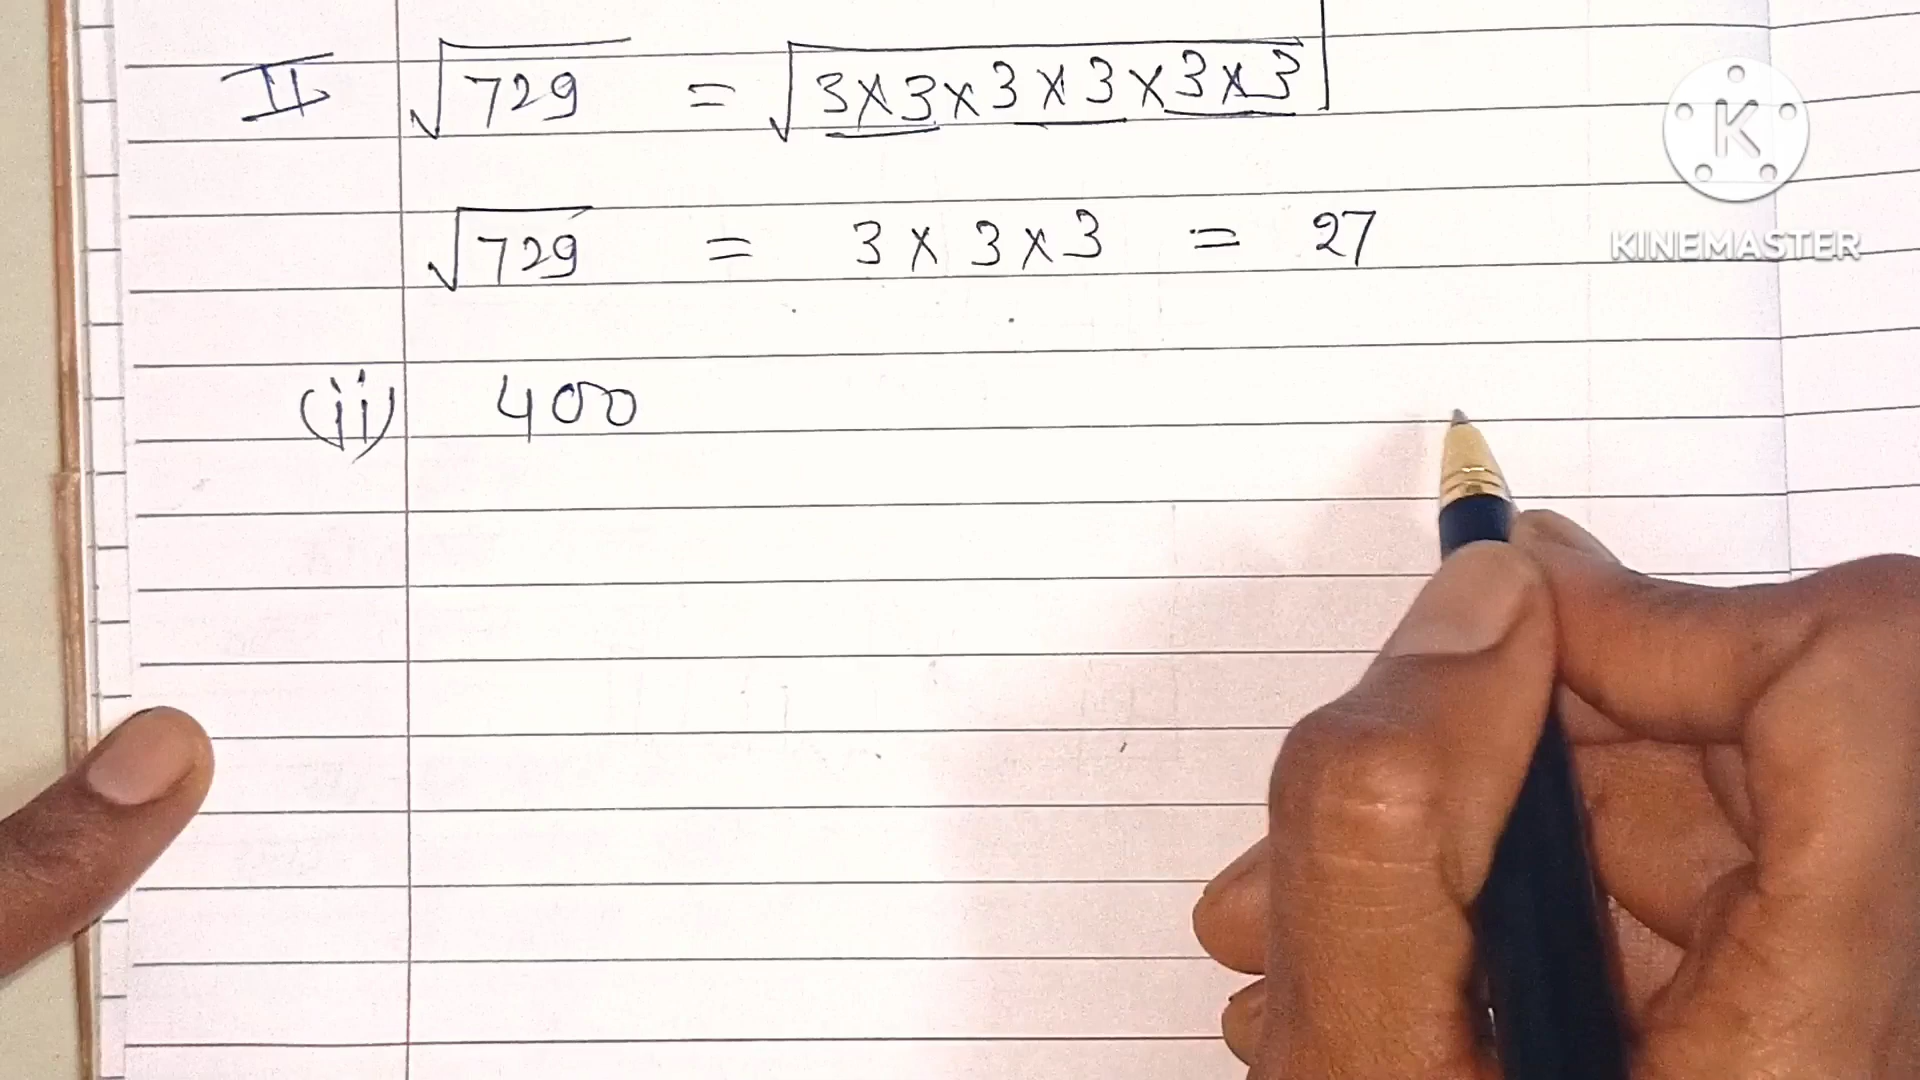 II √729 = √3×3×3×3×3×3
√729 = 3×3×3 = 27
(ii) 400
K
KINEMASTER